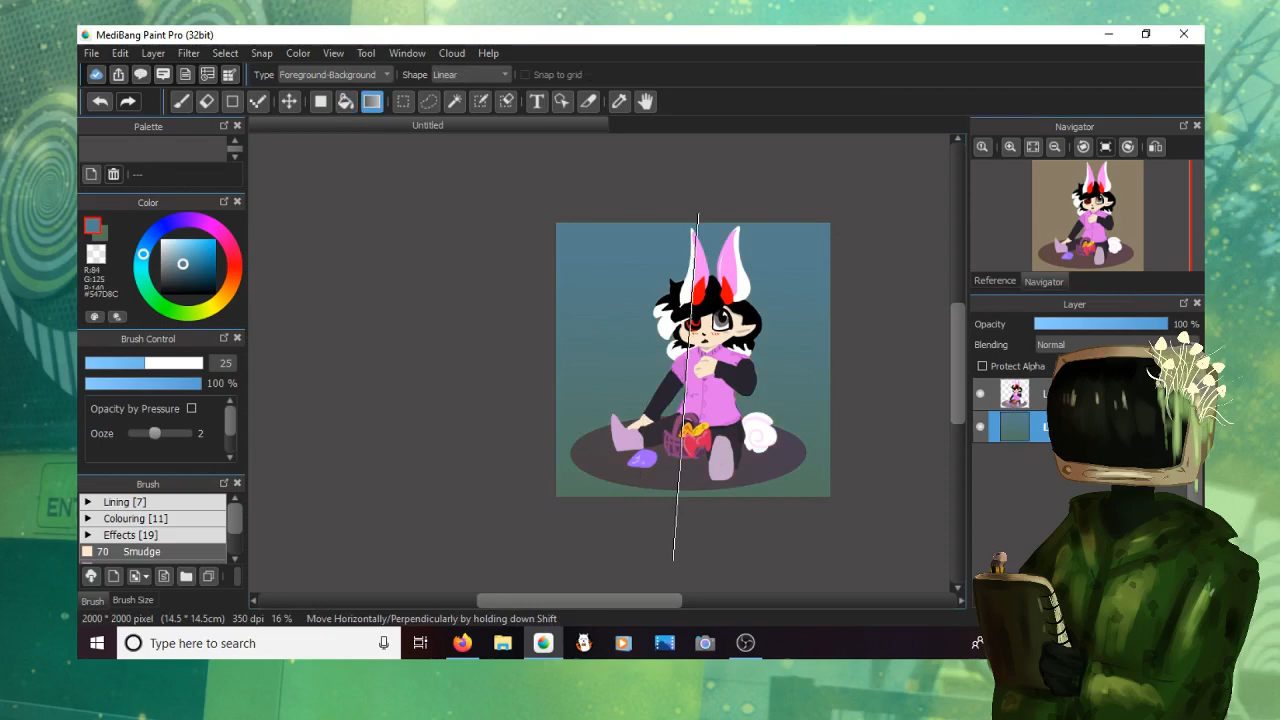 MediBang Paint Pro (32bit)
File Edit Layer Filter Select Snap Color View Tool Window Cloud Help
Type Foreground-Background Shape Linear Snap to grid
T
Palette
Untitled
Navigator
---
Color
R:84
G:125
B:140
#547D8C
Reference Navigator
Layer
Opacity 100 %
Blending Normal
Protect Alpha
Brush Control
25
100 %
Opacity by Pressure
Ooze 2
Brush
Lining [7]
Colouring [11]
Effects [19]
70 Smudge
Brush Brush Size
2000 * 2000 pixel (14.5 * 14.5cm) 350 dpi 16 % Move Horizontally/Perpendicularly by holding down Shift
Type here to search